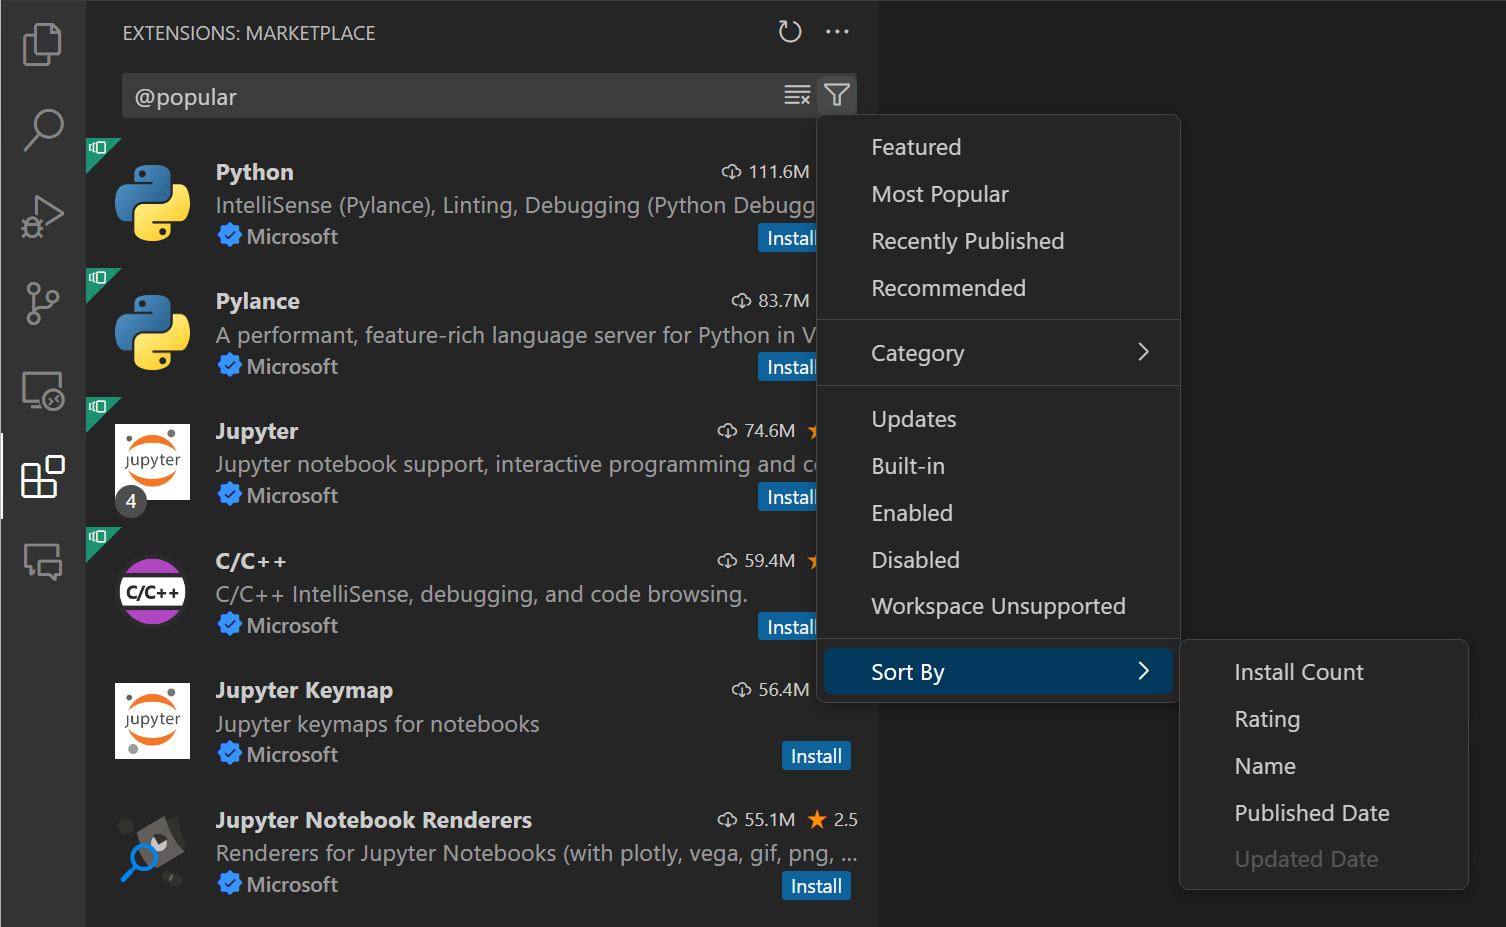 EXTENSIONS: MARKETPLACE
@popular
Python 111.6M
IntelliSense (Pylance), Linting, Debugging (Python Debugg
Microsoft Install
Pylance 83.7M
A performant, feature-rich language server for Python in V
Microsoft Install
jupyter
4
Jupyter 74.6M
Jupyter notebook support, interactive programming and c
Microsoft Install
C/C++
C/C++ 59.4M
C/C++ IntelliSense, debugging, and code browsing.
Microsoft Install
jupyter
Jupyter Keymap 56.4M
Jupyter keymaps for notebooks
Microsoft Install
Jupyter Notebook Renderers 55.1M 2.5
Renderers for Jupyter Notebooks (with plotly, vega, gif, png, ...
Microsoft Install
Featured
Most Popular
Recently Published
Recommended
Category
Updates
Built-in
Enabled
Disabled
Workspace Unsupported
Sort By
Install Count
Rating
Name
Published Date
Updated Date